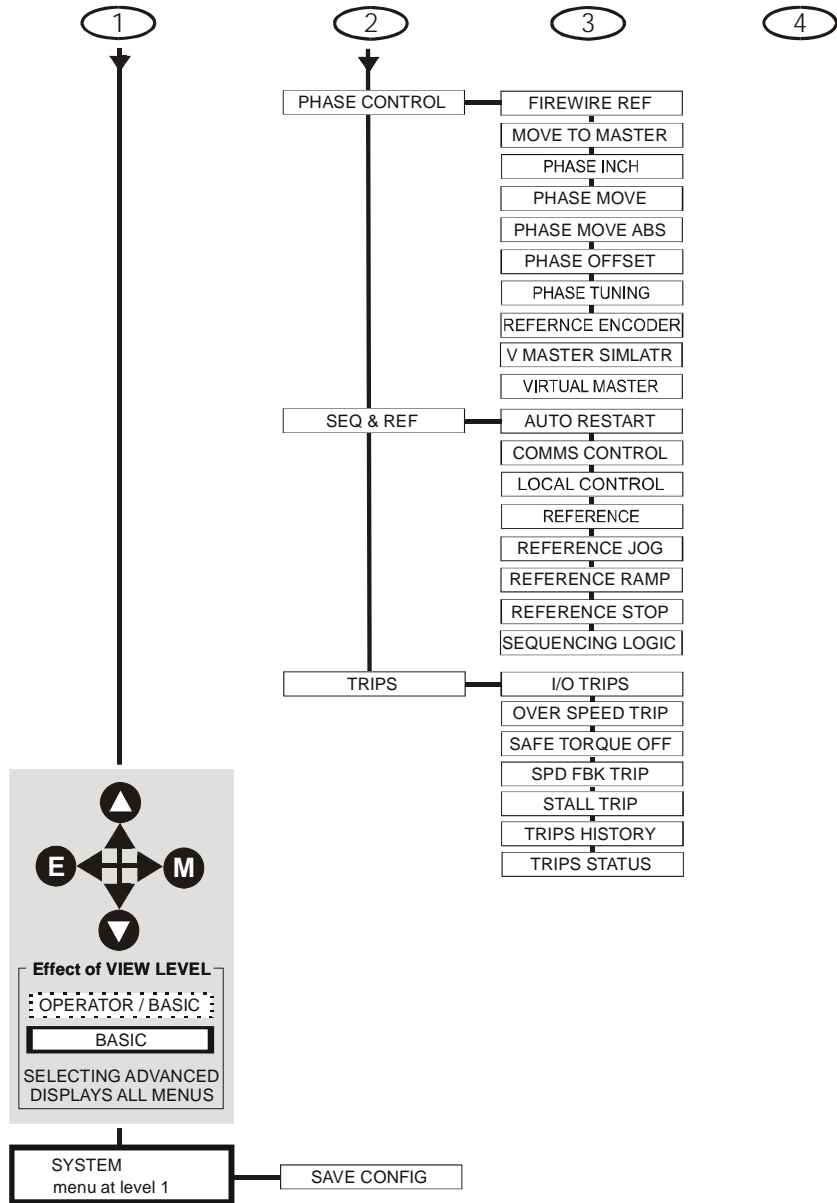 1 2 3 4
PHASE CONTROL FIREWIRE REF
MOVE TO MASTER
PHASE INCH
PHASE MOVE
PHASE MOVE ABS
PHASE OFFSET
PHASE TUNING
REFERNCE ENCODER
V MASTER SIMLATR
VIRTUAL MASTER
SEQ & REF AUTO RESTART
COMMS CONTROL
LOCAL CONTROL
REFERENCE
REFERENCE JOG
REFERENCE RAMP
REFERENCE STOP
SEQUENCING LOGIC
TRIPS I/O TRIPS
OVER SPEED TRIP
SAFE TORQUE OFF
SPD FBK TRIP
STALL TRIP
TRIPS HISTORY
TRIPS STATUS
E M
Effect of VIEW LEVEL
OPERATOR / BASIC
BASIC
SELECTING ADVANCED
DISPLAYS ALL MENUS
SYSTEM
menu at level 1
SAVE CONFIG